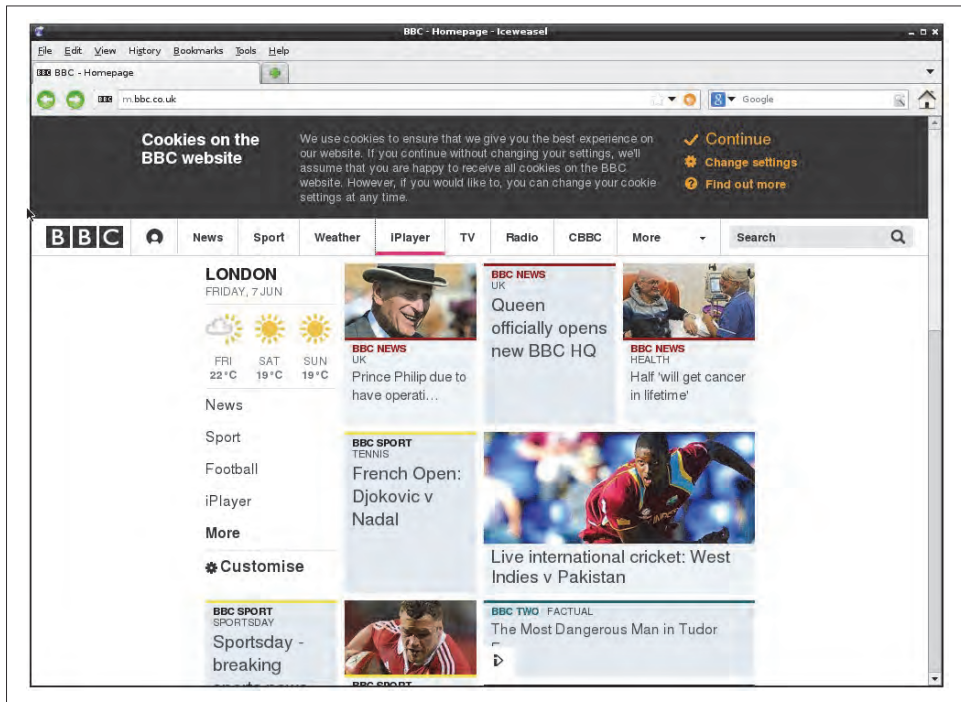 BBC - Homepage - Iceweasel
File Edit View History Bookmarks Tools Help
BBC BBC - Homepage
BBC m.bbc.co.uk
Google
Cookies on the
BBC website
We use cookies to ensure that we give you the best experience on
our website. If you continue without changing your settings, we'll
assume that you are happy to receive all cookies on the BBC
website. However, if you would like to, you can change your cookie
settings at any time.
Continue
Change settings
Find out more
BBC News Sport Weather iPlayer TV Radio CBBC More Search
LONDON
FRIDAY, 7 JUN
FRI SAT SUN
22°C 19°C 19°C
News
Sport
Football
iPlayer
More
Customise
BBC NEWS
UK
Prince Philip due to
have operati...
BBC NEWS
UK
Queen
officially opens
new BBC HQ
BBC NEWS
HEALTH
Half 'will get cancer
in lifetime'
BBC SPORT
TENNIS
French Open:
Djokovic v
Nadal
Live international cricket: West
Indies v Pakistan
BBC SPORT
SPORTSDAY
Sportsday -
breaking
sports news
BBC SPORT
BBC TWO FACTUAL
The Most Dangerous Man in Tudor